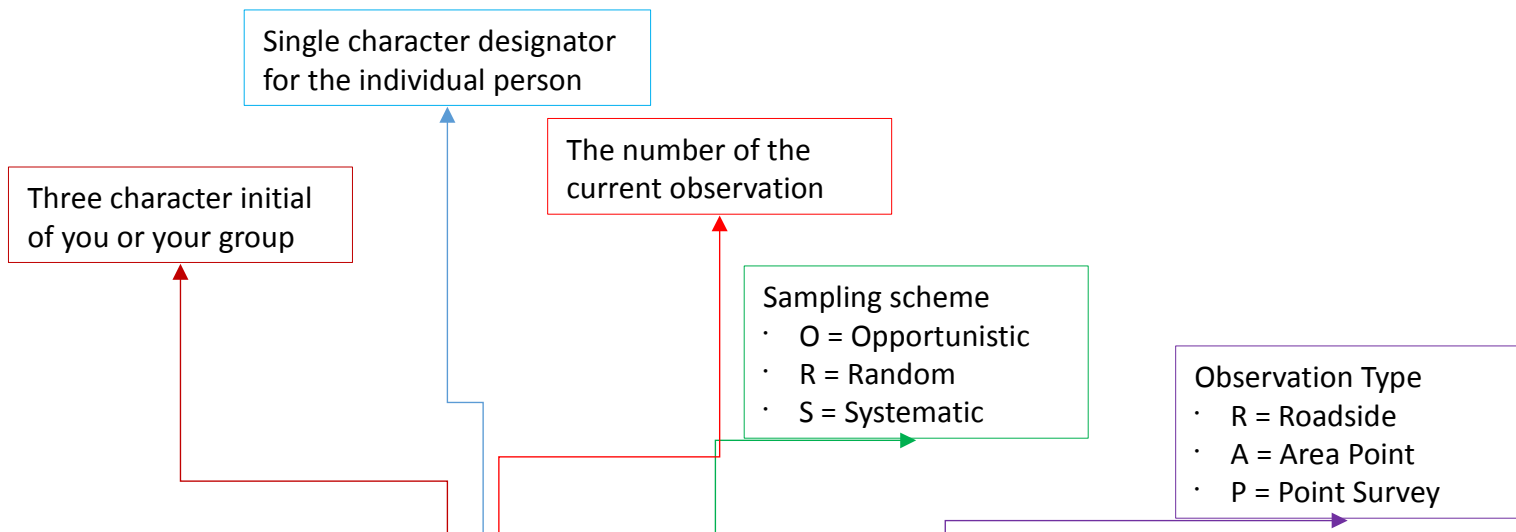 Single character designator
for the individual person
The number of the
current observation
Three character initial
of you or your group
Sampling scheme
· O = Opportunistic
· R = Random
· S = Systematic
Observation Type
· R = Roadside
· A = Area Point
· P = Point Survey